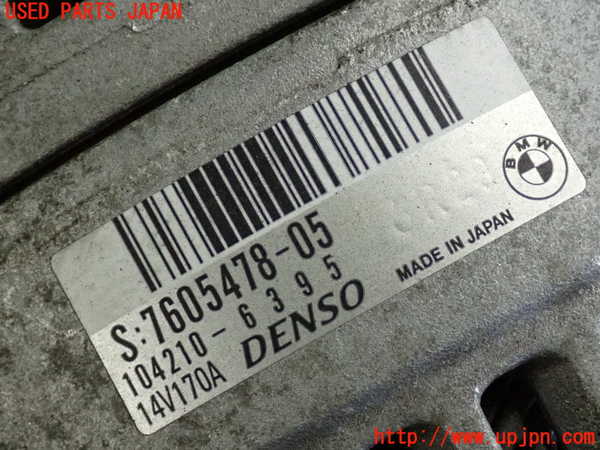 USED PARTS JAPAN
BMW
S:7605478-05
104210-6395
14V170A
DENSO
MADE IN JAPAN
http://www.upjpn.com/